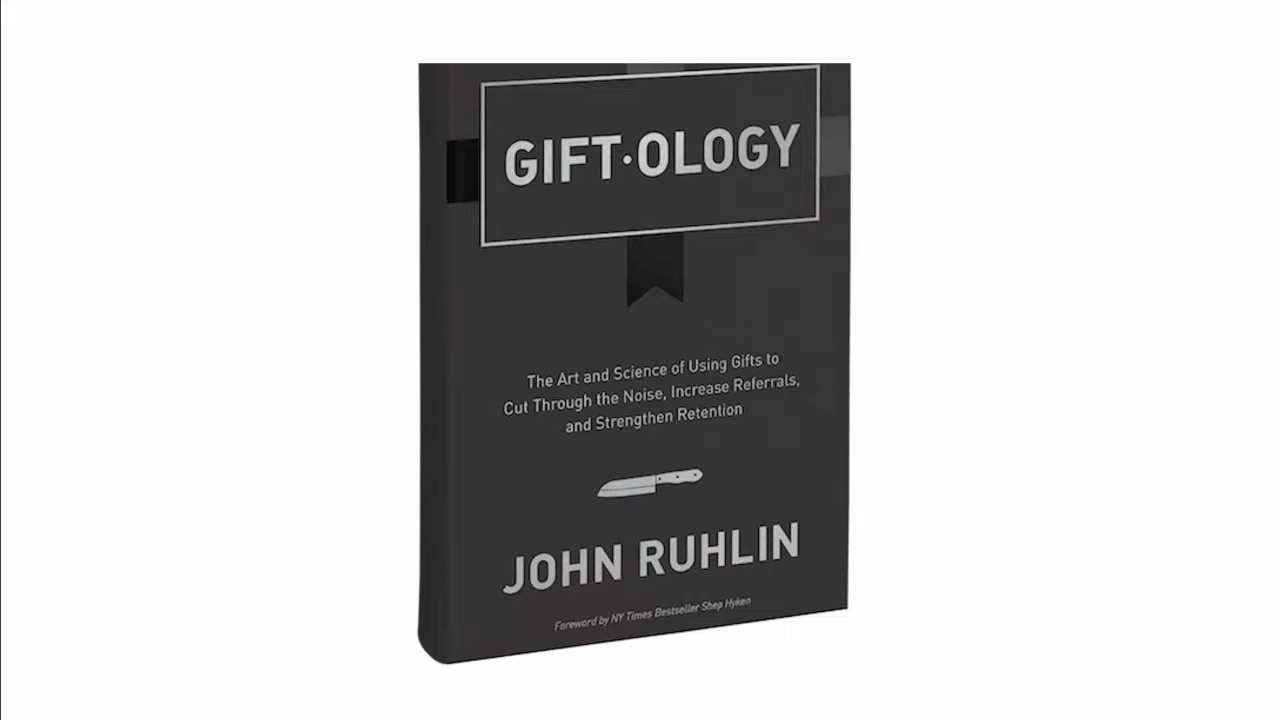 GIFT·OLOGY
The Art and Science of Using Gifts to
Cut Through the Noise, Increase Referrals,
and Strengthen Retention
JOHN RUHLIN
Foreword by NY Times Bestseller Shep Hyken